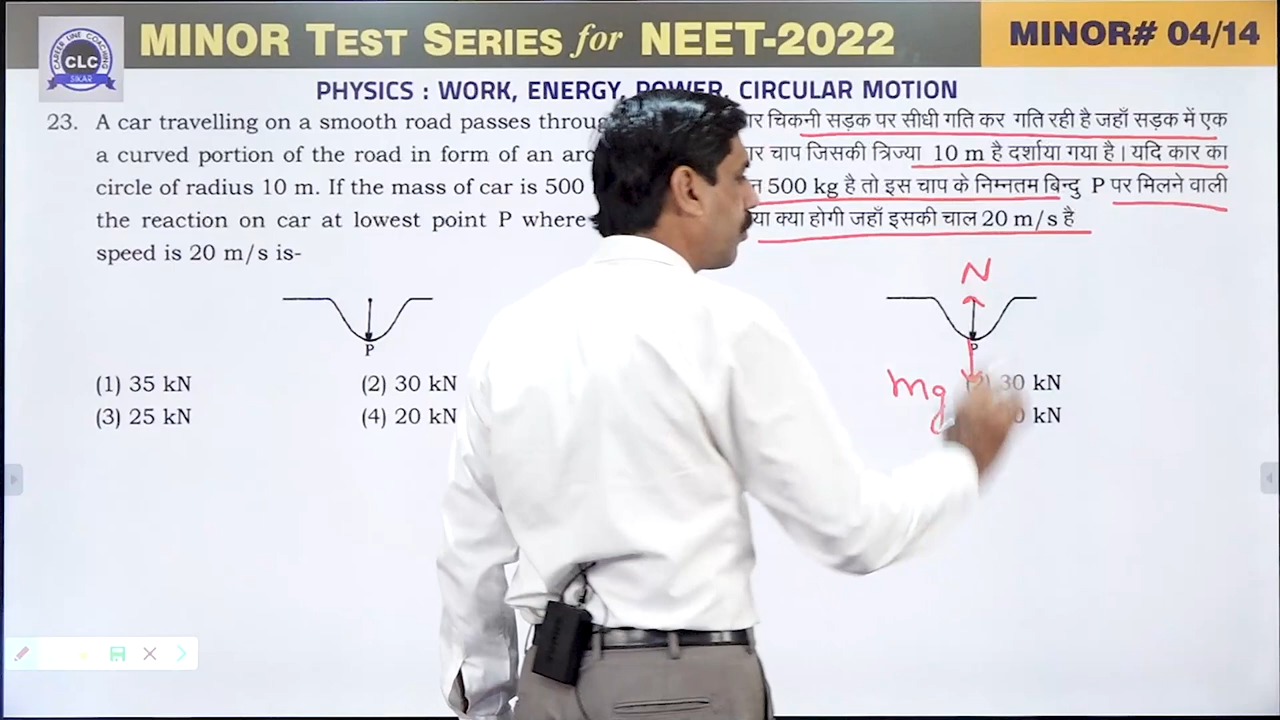 CAREER LINE COACHING
CLC
SIKAR
MINOR TEST SERIES for NEET-2022
MINOR# 04/14
PHYSICS : WORK, ENERGY, POWER, CIRCULAR MOTION
23. A car travelling on a smooth road passes
a curved portion of the road in form of an
circle of radius 10 m. If the mass of car is 500
the reaction on car at lowest point P where
speed is 20 m/s is-
P
(1) 35 kN
(2) 30 kN
(3) 25 kN
(4) 20 kN
चिकनी सड़क पर सीधी गति कर गति रही है जहाँ सड़क में एक
चाप जिसकी त्रिज्या 10 m है दर्शाया गया है। यदि कार का
500 kg है तो इस चाप के निम्नतम बिन्दु P पर मिलने वाली
क्या होगी जहाँ इसकी चाल 20 m/s है
N
mg
30 kN
kN